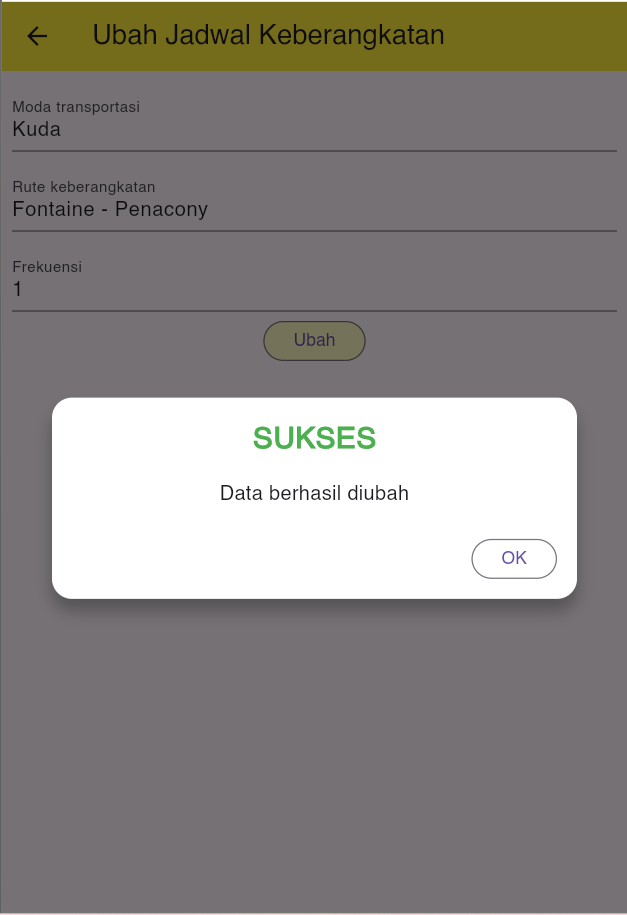 Ubah Jadwal Keberangkatan
Moda transportasi
Kuda
Rute keberangkatan
Fontaine - Penacony
Frekuensi
1
Ubah
SUKSES
Data berhasil diubah
OK